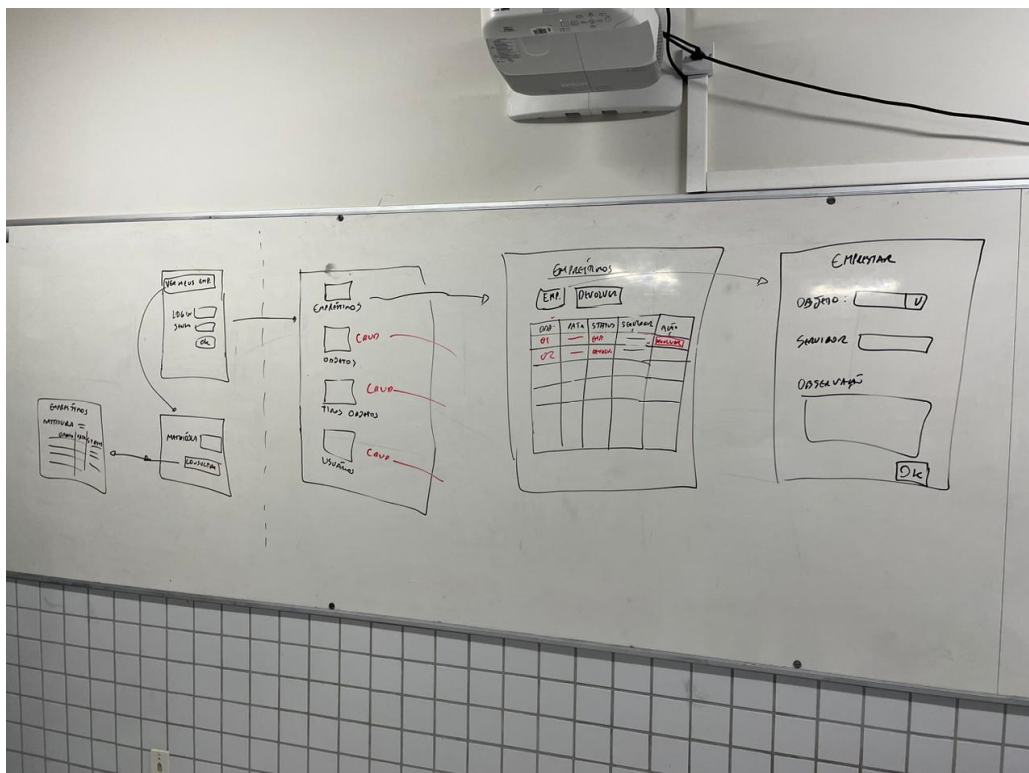 VER MEUS EMP.
LOGIN
SENHA
OK
MATRÍCULA
CONSULTAR
EMPRÉSTIMOS
MATRÍCULA =
EMPRÉSTIMOS
CRUD
OBJETOS
CRUD
TIPOS OBJETOS
CRUD
USUÁRIOS
EMPRÉSTIMOS
EMP. DEVOLVER
OBJ. DATA STATUS SERVIDOR AÇÃO
01 EMP DEVOLVER
02
EMPRESTAR
OBJETO: V
SERVIDOR
OBSERVAÇÃO
OK